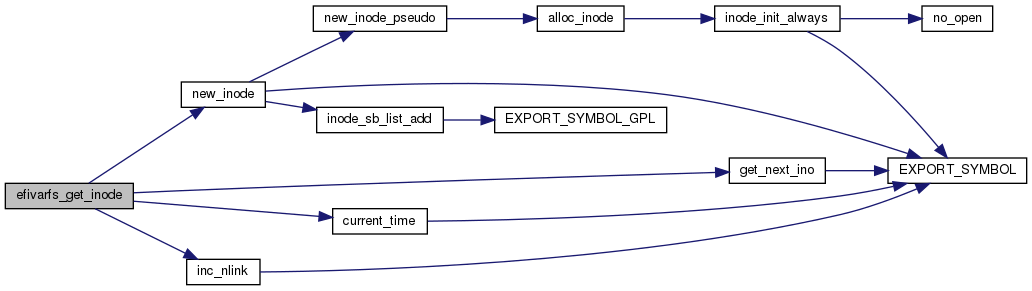 new_inode_pseudo
alloc_inode
inode_init_always
no_open
new_inode
inode_sb_list_add
EXPORT_SYMBOL_GPL
get_next_ino
EXPORT_SYMBOL
efivarfs_get_inode
current_time
inc_nlink